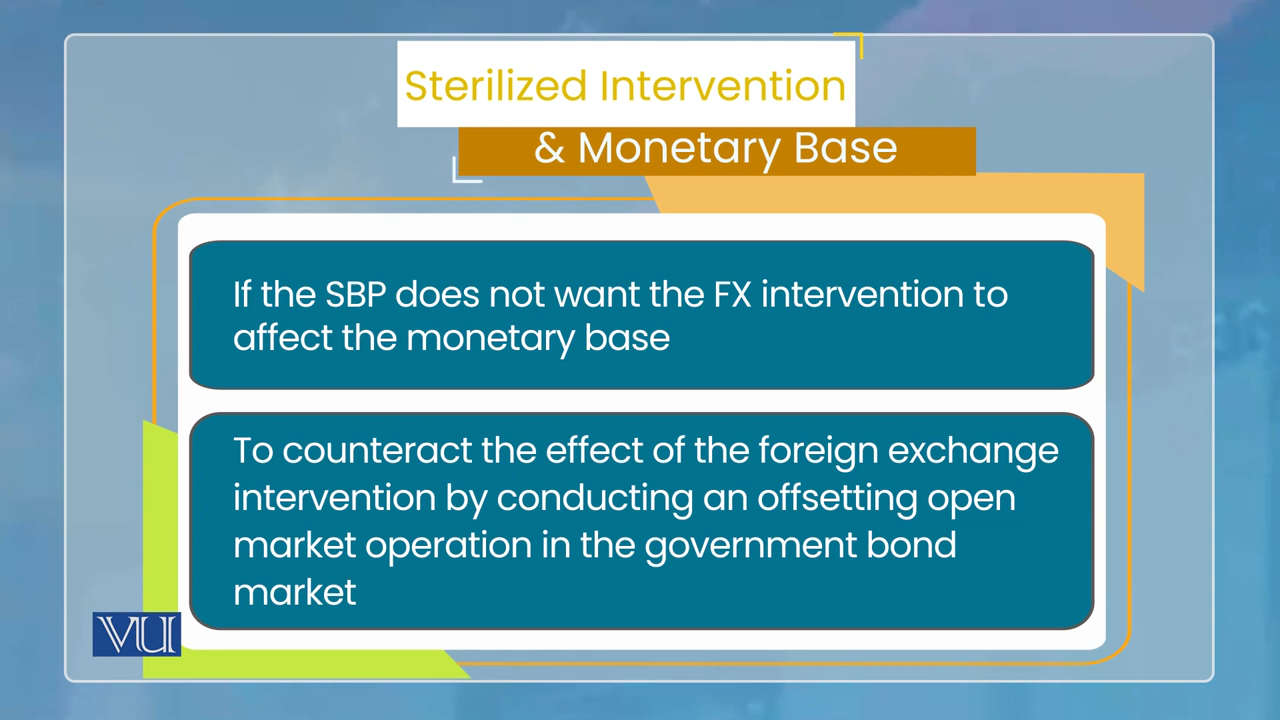 Sterilized Intervention
& Monetary Base
If the SBP does not want the FX intervention to
affect the monetary base
To counteract the effect of the foreign exchange
intervention by conducting an offsetting open
market operation in the government bond
market
VU